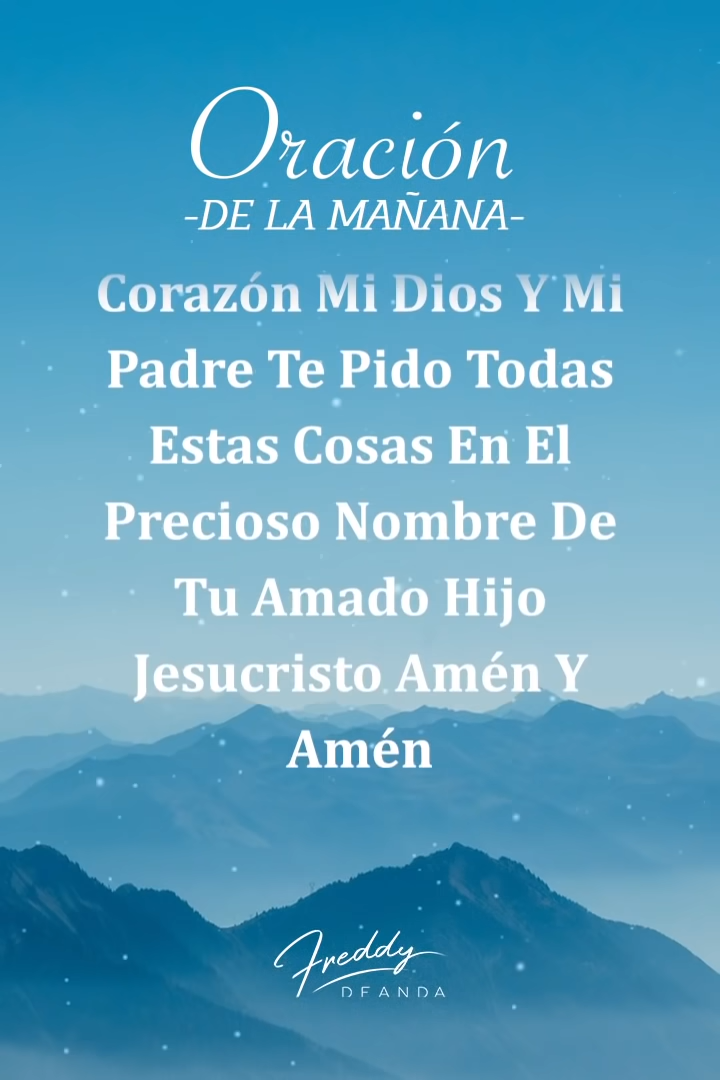 Oración
-DE LA MAÑANA-
Corazón Mi Dios Y Mi
Padre Te Pido Todas
Estas Cosas En El
Precioso Nombre De
Tu Amado Hijo
Jesucristo Amén Y
Amén
Freddy
DEANDA